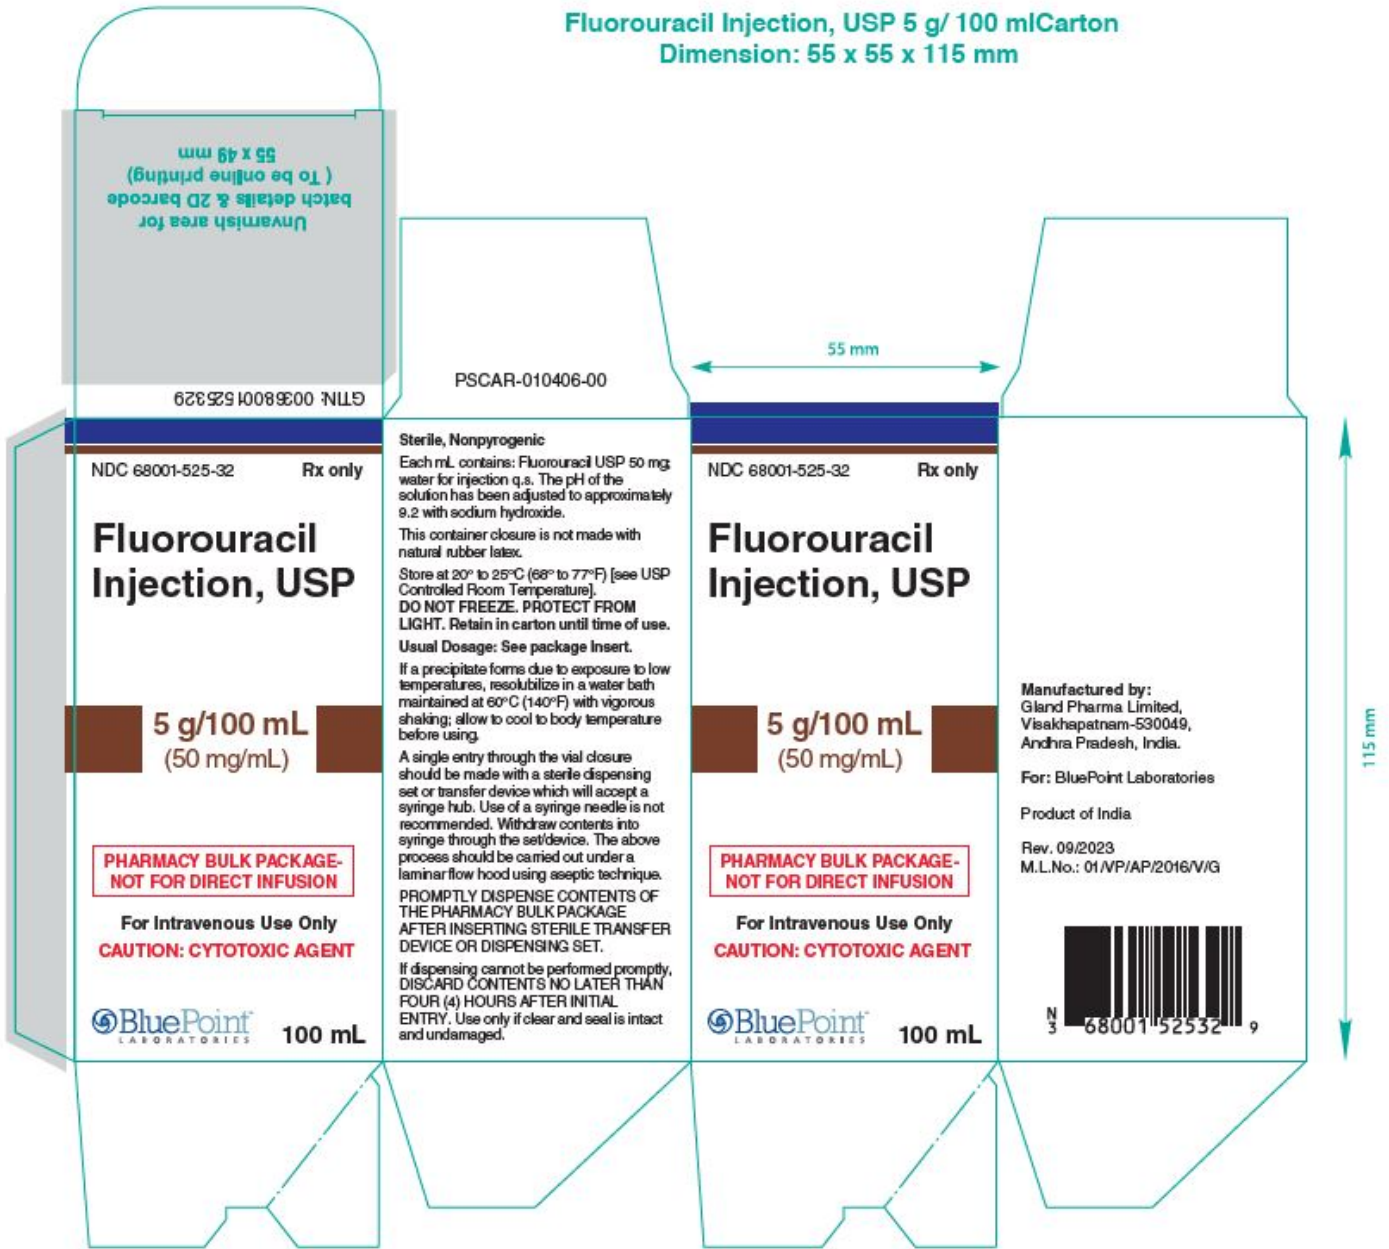 Fluorouracil Injection, USP 5 g/ 100 mlCarton
Dimension: 55 x 55 x 115 mm
Unvarnish area for
batch details & 2D barcode
( To be online printing)
55 x 49 mm
GTIN: 00368001525329
PSCAR-010406-00
55 mm
NDC 68001-525-32 Rx only
Fluorouracil
Injection, USP
5 g/100 mL
(50 mg/mL)
PHARMACY BULK PACKAGE-
NOT FOR DIRECT INFUSION
For Intravenous Use Only
CAUTION: CYTOTOXIC AGENT
BluePoint
LABORATORIES
100 mL
Sterile, Nonpyrogenic
Each mL contains: Fluorouracil USP 50 mg;
water for injection q.s. The pH of the
solution has been adjusted to approximately
9.2 with sodium hydroxide.
This container closure is not made with
natural rubber latex.
Store at 20° to 25°C (68° to 77°F) [see USP
Controlled Room Temperature].
DO NOT FREEZE. PROTECT FROM
LIGHT. Retain in carton until time of use.
Usual Dosage: See package Insert.
If a precipitate forms due to exposure to low
temperatures, resolubilize in a water bath
maintained at 60°C (140°F) with vigorous
shaking; allow to cool to body temperature
before using.
A single entry through the vial closure
should be made with a sterile dispensing
set or transfer device which will accept a
syringe hub. Use of a syringe needle is not
recommended. Withdraw contents into
syringe through the set/device. The above
process should be carried out under a
laminar flow hood using aseptic technique.
PROMPTLY DISPENSE CONTENTS OF
THE PHARMACY BULK PACKAGE
AFTER INSERTING STERILE TRANSFER
DEVICE OR DISPENSING SET.
If dispensing cannot be performed promptly,
DISCARD CONTENTS NO LATER THAN
FOUR (4) HOURS AFTER INITIAL
ENTRY. Use only if clear and seal is intact
and undamaged.
NDC 68001-525-32 Rx only
Fluorouracil
Injection, USP
5 g/100 mL
(50 mg/mL)
PHARMACY BULK PACKAGE-
NOT FOR DIRECT INFUSION
For Intravenous Use Only
CAUTION: CYTOTOXIC AGENT
BluePoint
LABORATORIES
100 mL
Manufactured by:
Gland Pharma Limited,
Visakhapatnam-530049,
Andhra Pradesh, India.
For: BluePoint Laboratories
Product of India
Rev. 09/2023
M.L.No.: 01/VP/AP/2016/V/G
N
3 68001 52532 9
115 mm